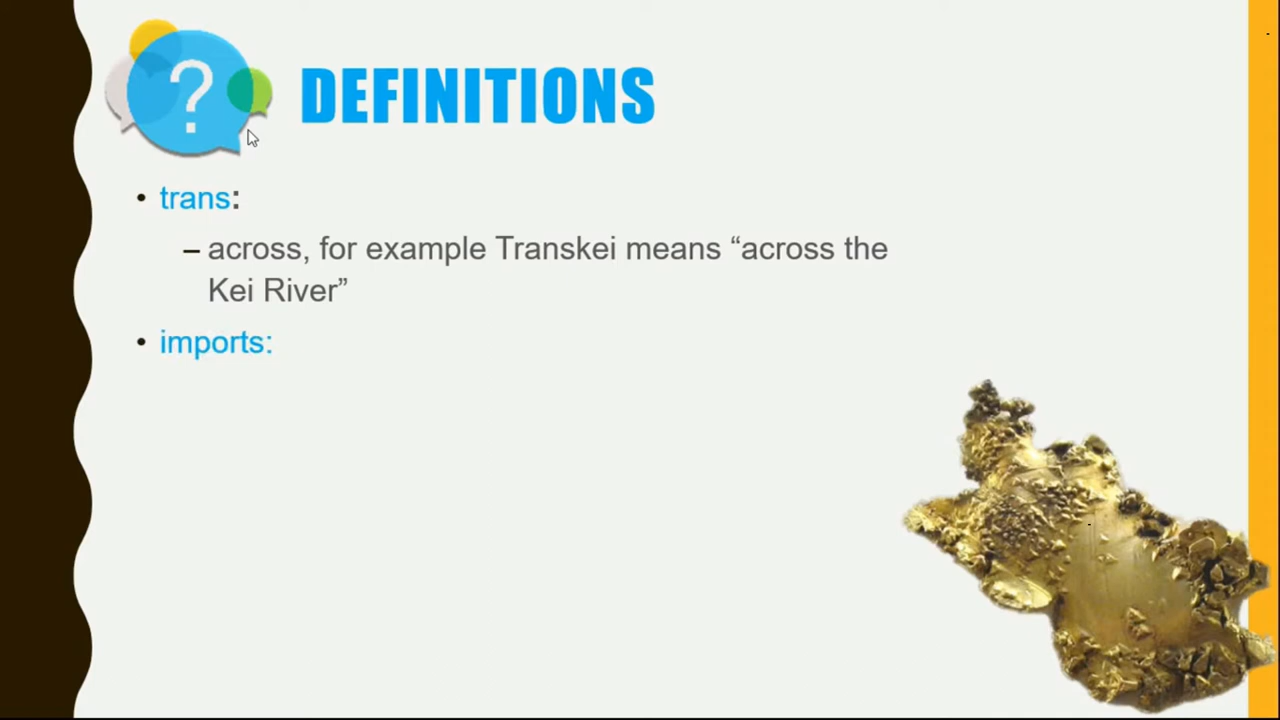 ?
DEFINITIONS
• trans:
– across, for example Transkei means “across the
Kei River”
• imports: